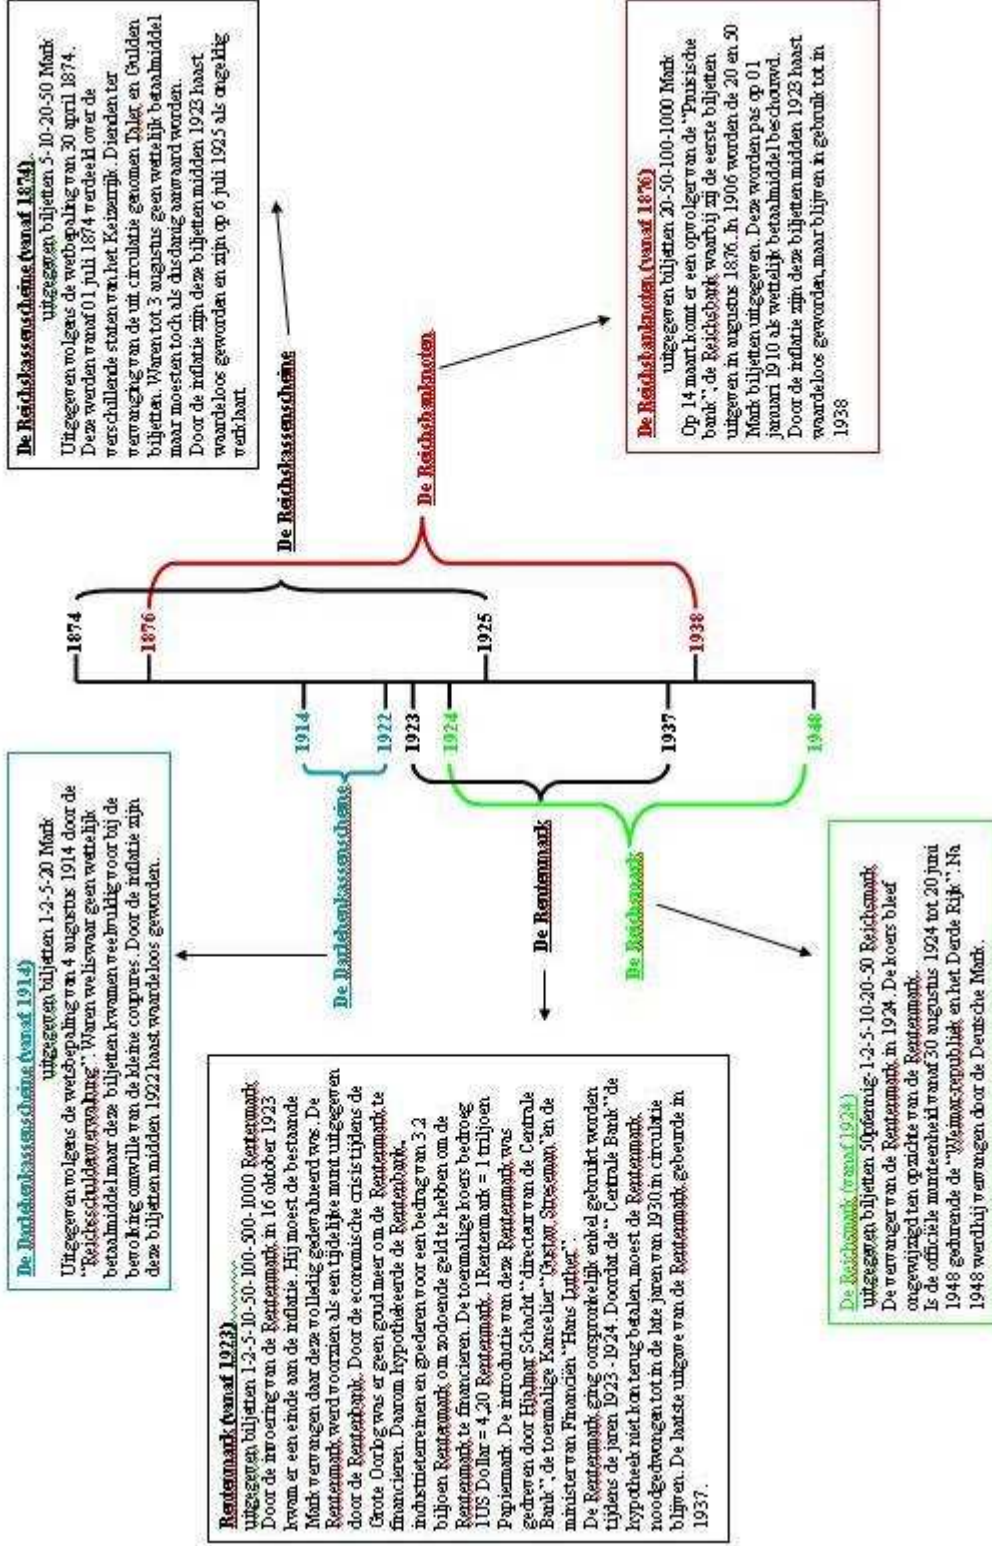 De Reichskassenscheine (vanaf 1874)
uitgegeven biljetten 5-10-20-50 Mark
Uitgegeven volgens de wetbepaling van 30 april 1874.
Deze werden vanaf 01 juli 1874 verdeeld over de
verschillende staten van het Keizerrijk. Dienden ter
vervanging van de uit circulatie genomen Taler, en Gulden
biljetten. Waren tot 3 augustus geen wettelijk betaalmiddel
maar moesten toch als dusdanig aanvaard worden.
Door de inflatie zijn deze biljetten midden 1923 haast
waardeloos geworden en zijn op 6 juli 1925 als ongeldig
verklaart
De Reichsbanknoten (vanaf 1876)
uitgegeven biljetten 20-50-100-1000 Mark
Op 14 maart komt er een opvolger van de “Pruisische
bank”, de Reichsbank, waarbij zij de eerste biljetten
uitgeven in augustus 1876. In 1906 worden de 20 en 50
Mark biljetten uitgegeven. Deze worden pas op 01
januari 1910 als wettelijk betaalmiddel beschouwd.
Door de inflatie zijn deze biljetten midden 1923 haast
waardeloos geworden, maar blijven in gebruik tot in
1938
De Reichskassenscheine
De Reichsbanknoten
1874
1876
1925
1938
1914
1922
1923
1924
1937
1948
De Darlehenkassenscheine
De Rentenmark
De Reichsmark
De Darlehenkassenscheine (vanaf 1914)
uitgegeven biljetten 1-2-5-20 Mark
Uitgegeven volgens de wetsbepaling van 4 augustus 1914 door de
“Reichsschuldenverwaltung”. Waren weliswaar geen wettelijk
betaalmiddel maar deze biljetten kwamen veelvuldig voor bij de
bevolking omwille van de kleine coupures. Door de inflatie zijn
deze biljetten midden 1922 haast waardeloos geworden.
Rentenmark (vanaf 1923)
uitgegeven biljetten 1-2-5-10-50-100-500-1000 Rentenmark
Door de invoering van de Rentenmark in 16 oktober 1923
kwam er een einde aan de inflatie. Hij moest de bestaande
Mark vervangen daar deze volledig gedevalueerd was. De
Rentenmark werd voorzien als een tijdelijke munt uitgegeven
door de Rentenbank. Door de economische crisis tijdens de
Grote Oorlog was er geen goud meer om de Rentemark te
financieren. Daarom hypothekeerde de Rentenbank,
industrieterreinen en goederen voor een bedrag van 3.2
biljoen Rentemark om zodoende geld te hebben om de
Rentenmark te financieren. De toenmalige koers bedroeg
1US Dollar = 4,20 Rentemark. 1Rentenmark = 1 triljoen
Papiermark. De introductie van deze Rentenmark was
gedreven door Hjalmar Schacht “directeur van de Centrale
Bank”, de toenmalige Kanselier “Gustav Streseman “en de
minister van Financiën “Hans Luther”
De Rentenmark ging oorspronkelijk enkel gebruikt worden
tijdens de jaren 1923 -1924. Doordat de “ Centrale Bank “de
hypotheek niet kon terug betalen, moest de Rentenmark
noodgedwongen tot in de late jaren van 1930 in circulatie
blijven. De laatste uitgave van de Rentemark gebeurde in
1937.
De Reichsmark (vanaf 1924)
uitgegeven biljetten 50pfennig-1-2-5-10-20-50 Reichsmark
De vervanger van de Rentenmark in 1924. De koers bleef
ongewijzigd ten opzichte van de Rentenmark.
Is de officiële munteenheid vanaf 30 augustus 1924 tot 20 juni
1948 gedurende de “Weimar-republiek en het Derde Rijk”. Na
1948 werd hij vervangen door de Deutsche Mark.